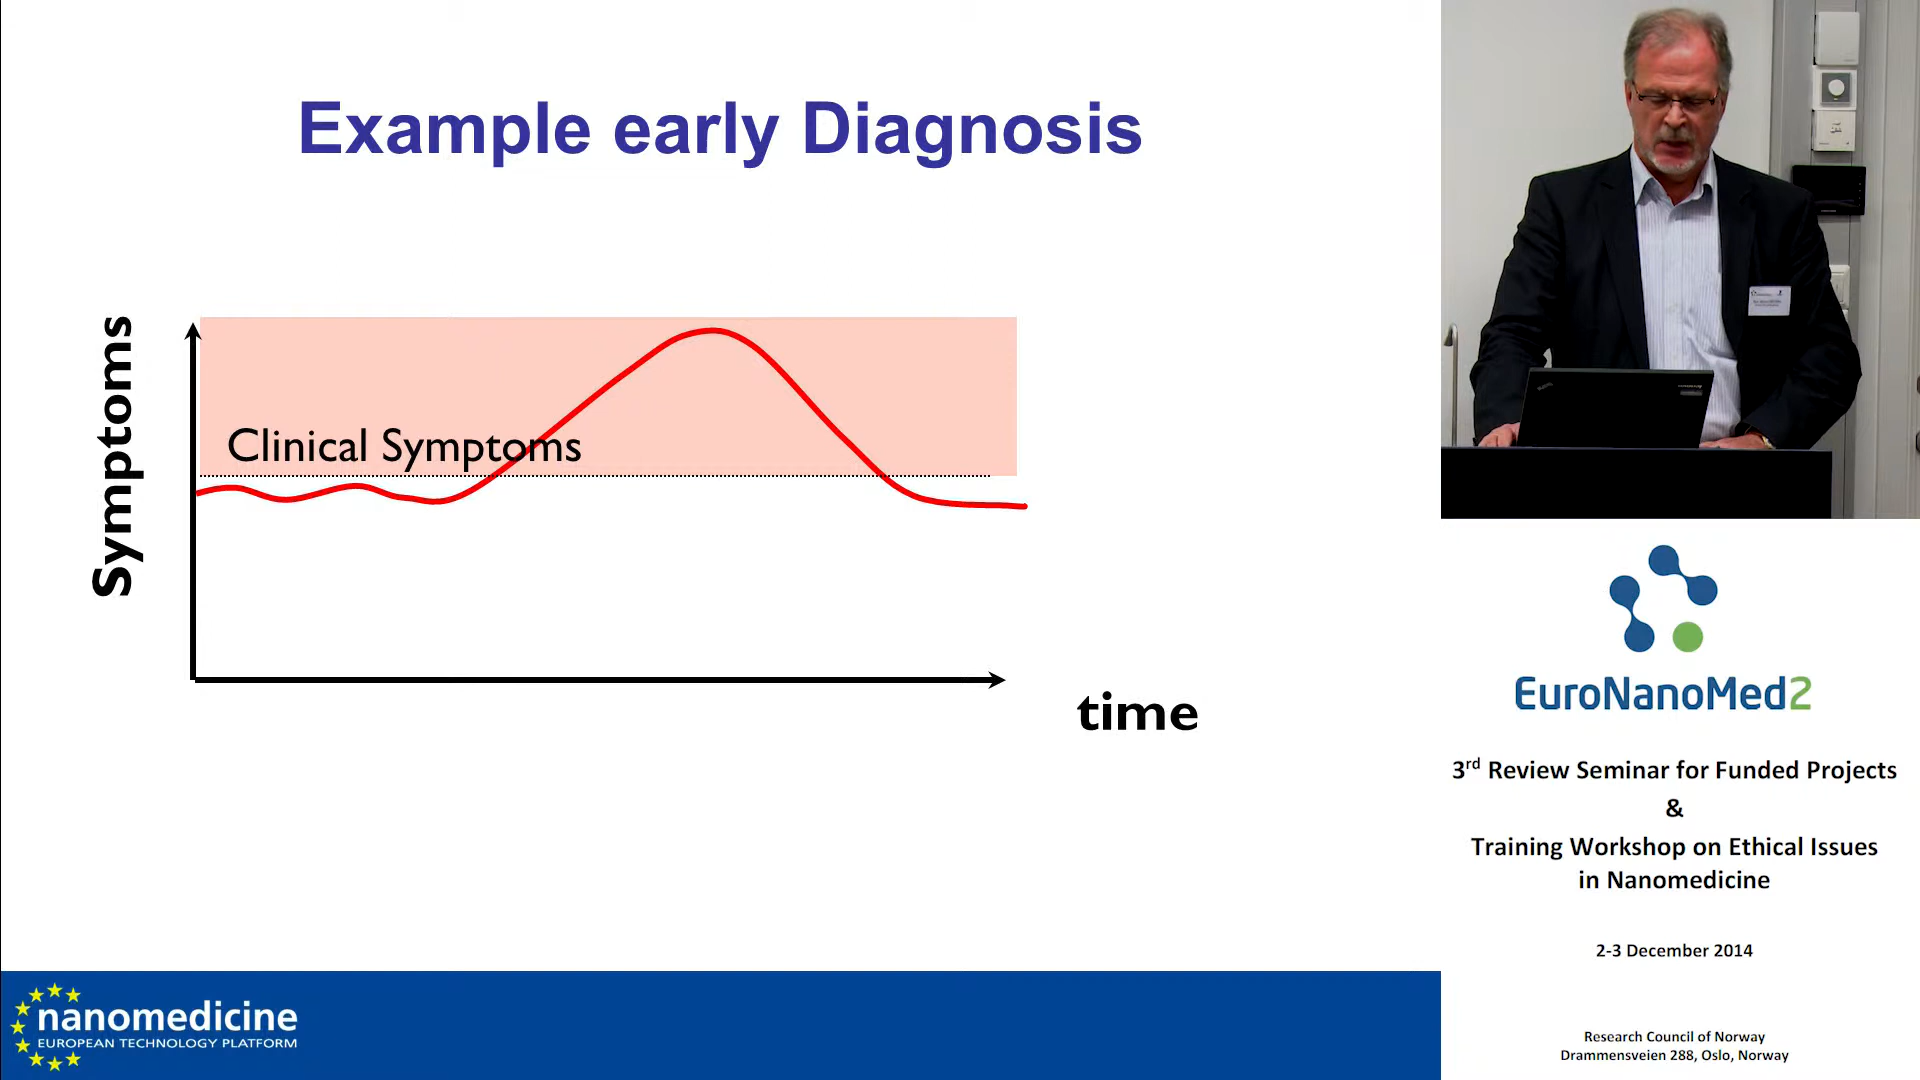 Example early Diagnosis
Symptoms
Clinical Symptoms
time
nanomedicine
EUROPEAN TECHNOLOGY PLATFORM
EuroNanoMed2
3rd Review Seminar for Funded Projects
&
Training Workshop on Ethical Issues
in Nanomedicine
2-3 December 2014
Research Council of Norway
Drammensveien 288, Oslo, Norway